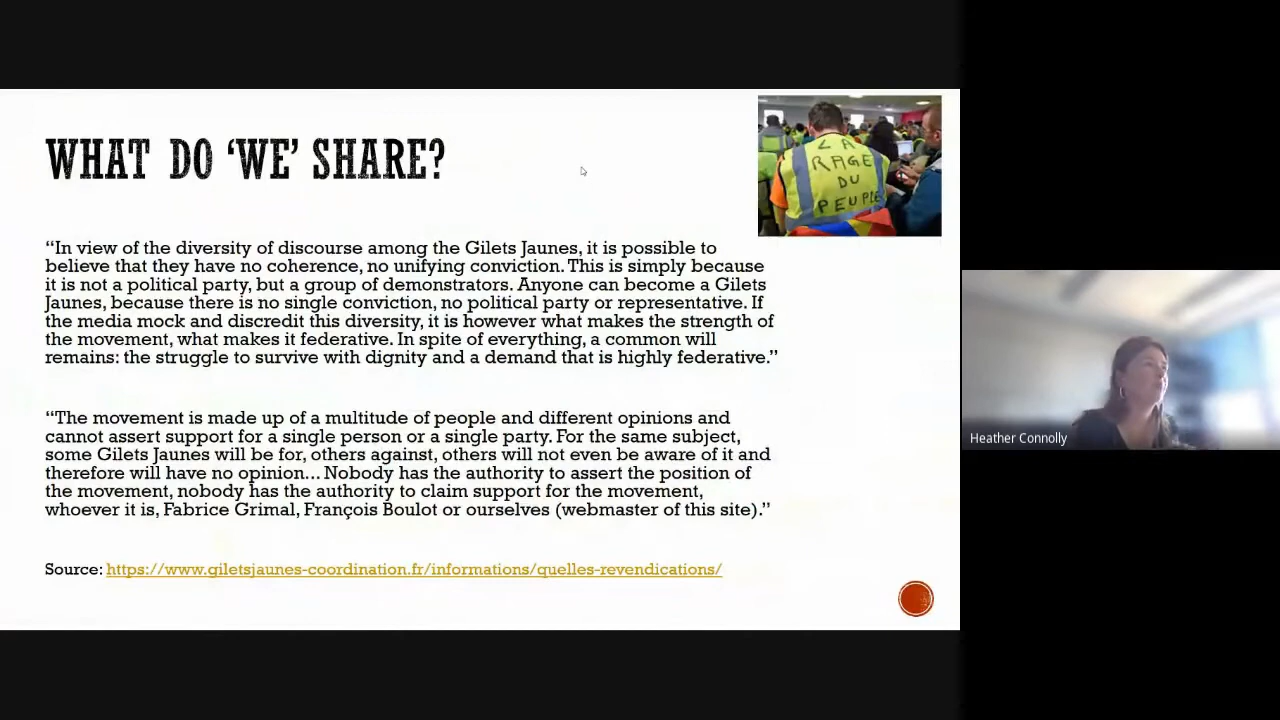 WHAT DO ‘WE’ SHARE?
LA
RAGE
DU
PEUPLE
“In view of the diversity of discourse among the Gilets Jaunes, it is possible to
believe that they have no coherence, no unifying conviction. This is simply because
it is not a political party, but a group of demonstrators. Anyone can become a Gilets
Jaunes, because there is no single conviction, no political party or representative. If
the media mock and discredit this diversity, it is however what makes the strength of
the movement, what makes it federative. In spite of everything, a common will
remains: the struggle to survive with dignity and a demand that is highly federative.”
“The movement is made up of a multitude of people and different opinions and
cannot assert support for a single person or a single party. For the same subject,
some Gilets Jaunes will be for, others against, others will not even be aware of it and
therefore will have no opinion... Nobody has the authority to assert the position of
the movement, nobody has the authority to claim support for the movement,
whoever it is, Fabrice Grimal, François Boulot or ourselves (webmaster of this site).”
Source: https://www.giletsjaunes-coordination.fr/informations/quelles-revendications/
Heather Connolly